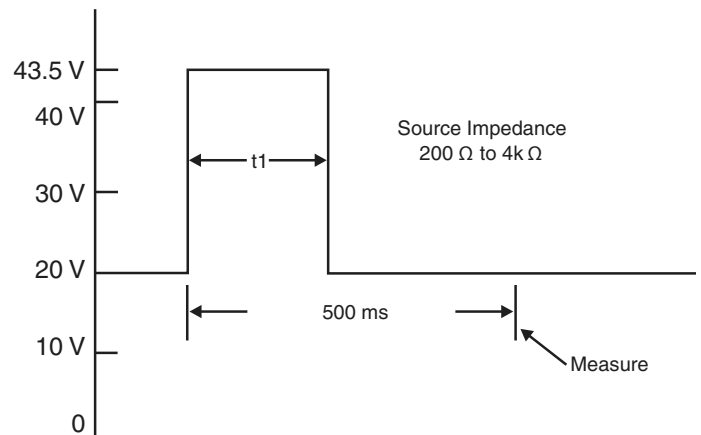 43.5 V
40 V
Source Impedance
200 Ω to 4k Ω
t1
30 V
20 V
500 ms
10 V
Measure
0